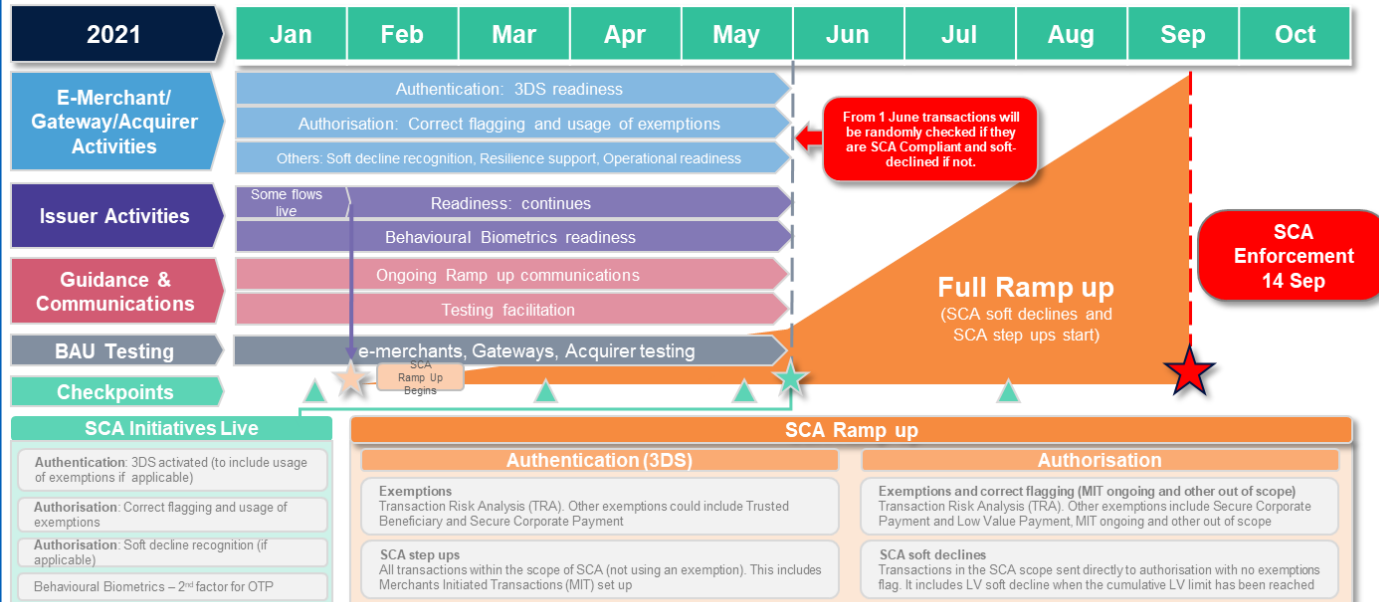 2021
Jan
Feb
Mar
Apr
May
Jun
Jul
Aug
Sep
Oct
E-Merchant/
Gateway/Acquirer
Activities
Authentication: 3DS readiness
Authorisation: Correct flagging and usage of exemptions
Others: Soft decline recognition, Resilience support, Operational readiness
From 1 June transactions will
be randomly checked if they
are SCA Compliant and soft-
declined if not.
Issuer Activities
Some flows
live
Readiness: continues
Behavioural Biometrics readiness
SCA
Enforcement
14 Sep
Guidance &
Communications
Ongoing Ramp up communications
Testing facilitation
Full Ramp up
(SCA soft declines and
SCA step ups start)
BAU Testing
e-merchants, Gateways, Acquirer testing
SCA
Ramp Up
Begins
Checkpoints
SCA Initiatives Live
Authentication: 3DS activated (to include usage
of exemptions if applicable)
Authorisation: Correct flagging and usage of
exemptions
Authorisation: Soft decline recognition (if
applicable)
Behavioural Biometrics – 2nd factor for OTP
SCA Ramp up
Authentication (3DS)
Exemptions
Transaction Risk Analysis (TRA). Other exemptions could include Trusted
Beneficiary and Secure Corporate Payment
SCA step ups
All transactions within the scope of SCA (not using an exemption). This includes
Merchants Initiated Transactions (MIT) set up
Authorisation
Exemptions and correct flagging (MIT ongoing and other out of scope)
Transaction Risk Analysis (TRA). Other exemptions include Secure Corporate
Payment and Low Value Payment, MIT ongoing and other out of scope
SCA soft declines
Transactions in the SCA scope sent directly to authorisation with no exemptions
flag. It includes LV soft decline when the cumulative LV limit has been reached